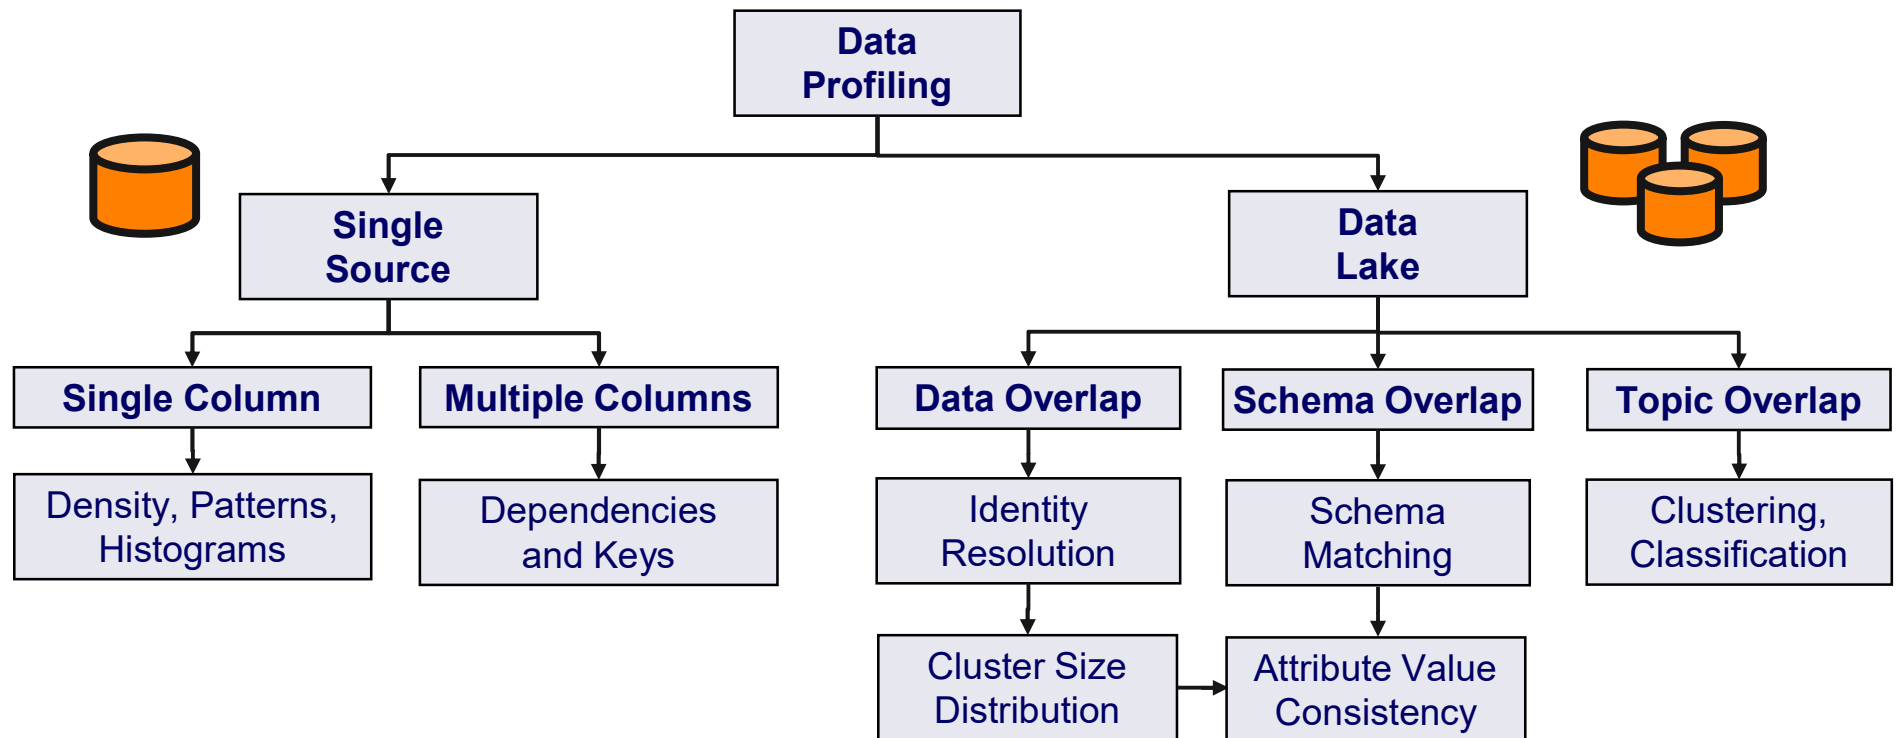 Data
Profiling
Single
Source
Data
Lake
Single Column
Multiple Columns
Data Overlap
Schema Overlap
Topic Overlap
Density, Patterns,
Histograms
Dependencies
and Keys
Identity
Resolution
Schema
Matching
Clustering,
Classification
Cluster Size
Distribution
Attribute Value
Consistency